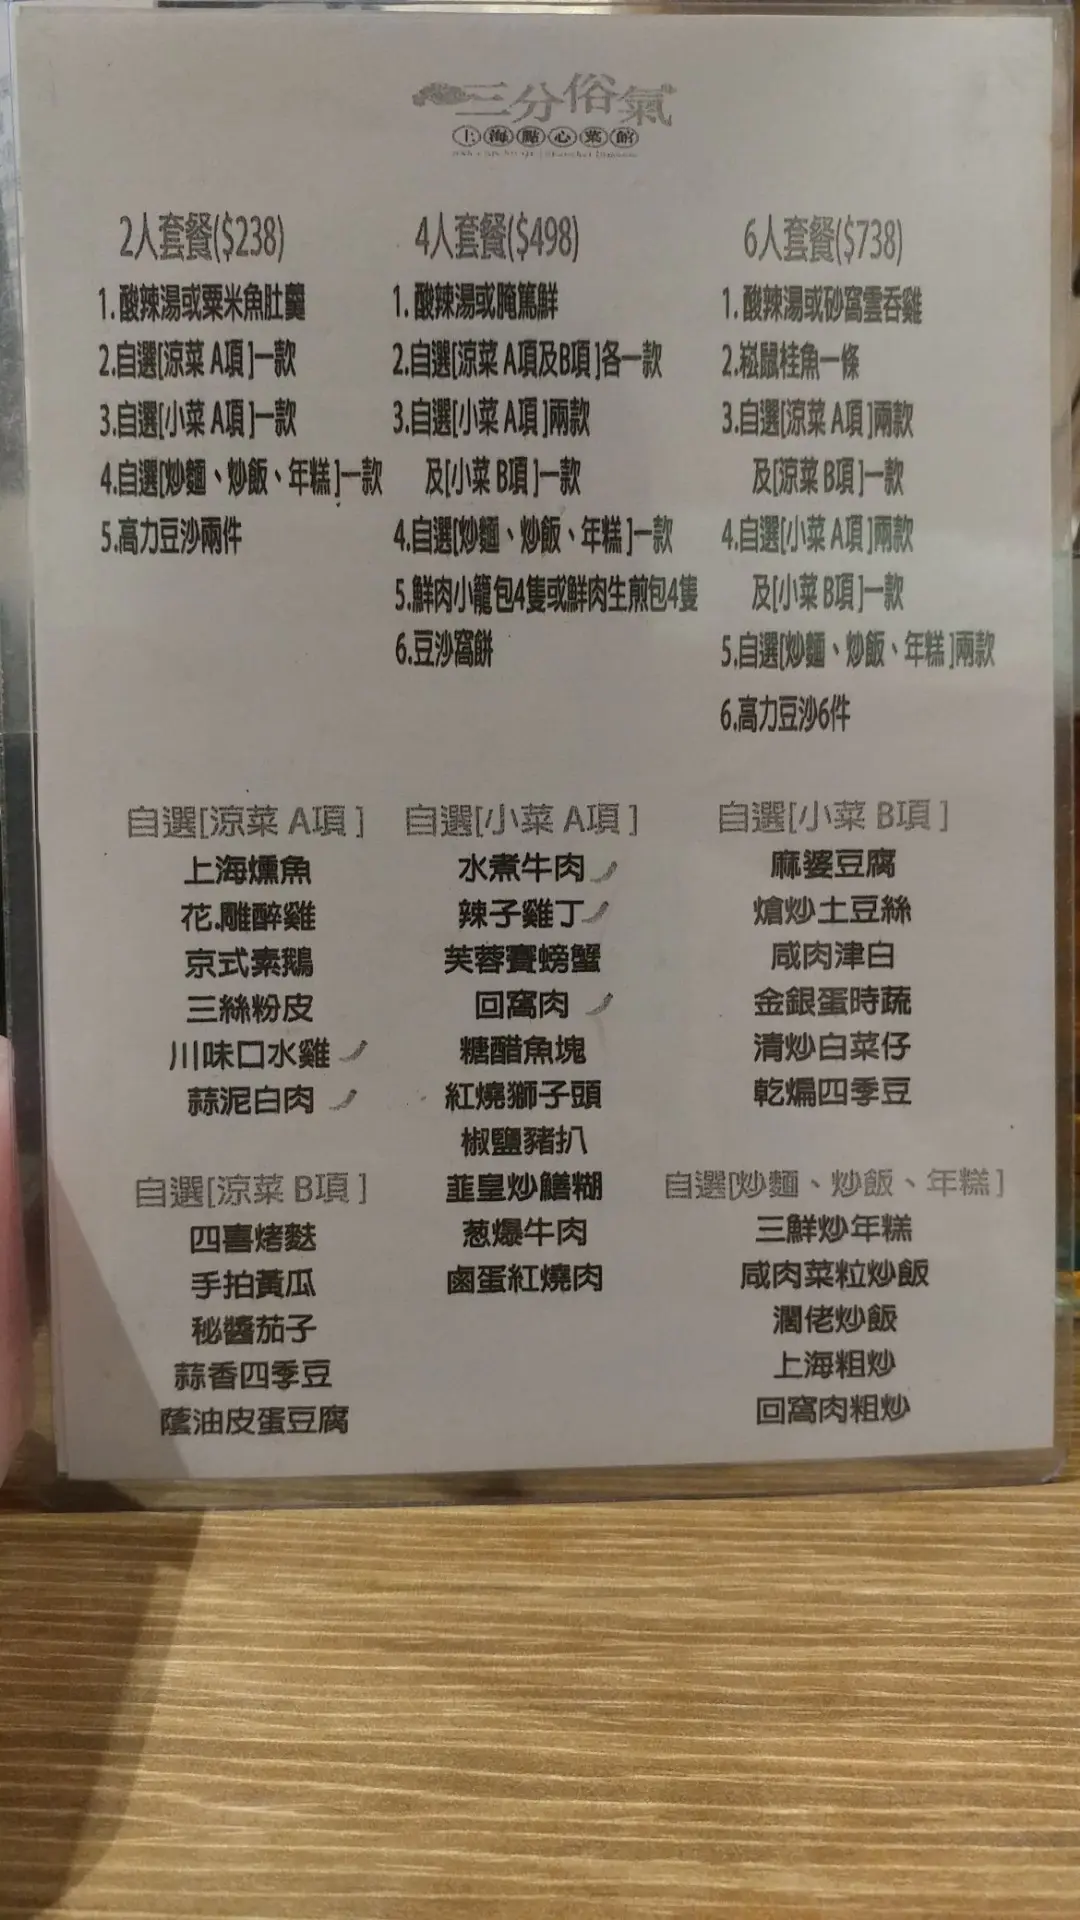 三分俗氣
上海點心菜館
2人套餐($238)
1. 酸辣湯或粟米魚肚羹
2.自選[涼菜 A項]一款
3.自選[小菜 A項]一款
4.自選[炒麵、炒飯、年糕]一款
5.高力豆沙兩件
4人套餐($498)
1. 酸辣湯或腌篤鮮
2.自選[涼菜 A項及B項]各一款
3.自選[小菜 A項]兩款
及[小菜 B項]一款
4.自選[炒麵、炒飯、年糕]一款
5.鮮肉小籠包4隻或鮮肉生煎包4隻
6.豆沙窩餅
6人套餐($738)
1. 酸辣湯或砂窩雲吞雞
2.崧鼠桂魚一條
3.自選[涼菜 A項]兩款
及[涼菜 B項]一款
4.自選[小菜 A項]兩款
及[小菜 B項]一款
5.自選[炒麵、炒飯、年糕]兩款
6.高力豆沙6件
自選[涼菜 A項]
上海燻魚
花.雕醉雞
京式素鵝
三絲粉皮
川味口水雞
蒜泥白肉
自選[涼菜 B項]
四喜烤麩
手拍黃瓜
秘醬茄子
蒜香四季豆
蔭油皮蛋豆腐
自選[小菜 A項]
水煮牛肉
辣子雞丁
芙蓉賽螃蟹
回窩肉
糖醋魚塊
紅燒獅子頭
椒鹽豬扒
韮皇炒鱔糊
葱爆牛肉
鹵蛋紅燒肉
自選[小菜 B項]
麻婆豆腐
熗炒土豆絲
咸肉津白
金銀蛋時蔬
清炒白菜仔
乾煸四季豆
自選[炒麵、炒飯、年糕]
三鮮炒年糕
咸肉菜粒炒飯
濶佬炒飯
上海粗炒
回窩肉粗炒